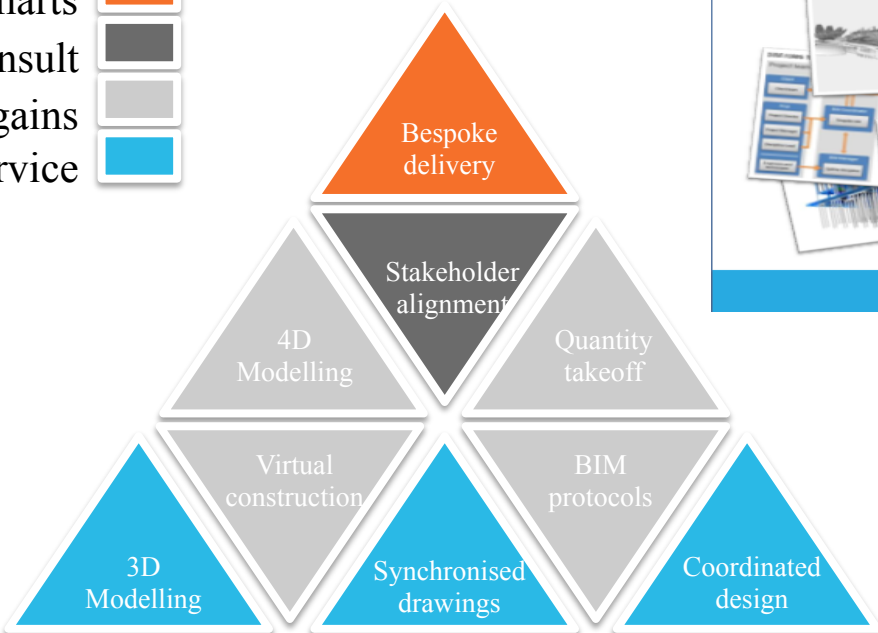 nsult
gains
rvice
Bespoke
delivery
Stakeholder
alignment
4D
Modelling
Quantity
takeoff
Virtual
construction
BIM
protocols
3D
Modelling
Synchronised
drawings
Coordinated
design